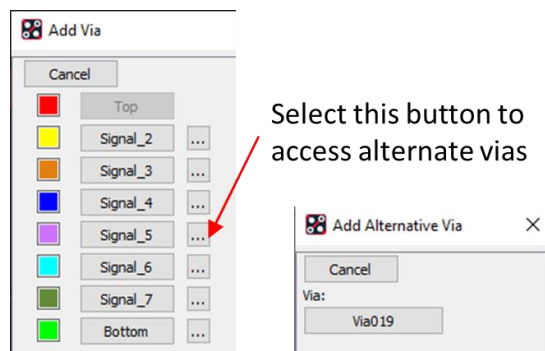 Add Via
Cancel
Top
Signal_2 ...
Signal_3 ...
Signal_4 ...
Signal_5 ...
Signal_6 ...
Signal_7 ...
Bottom ...
Select this button to
access alternate vias
Add Alternative Via
Cancel
Via:
Via019